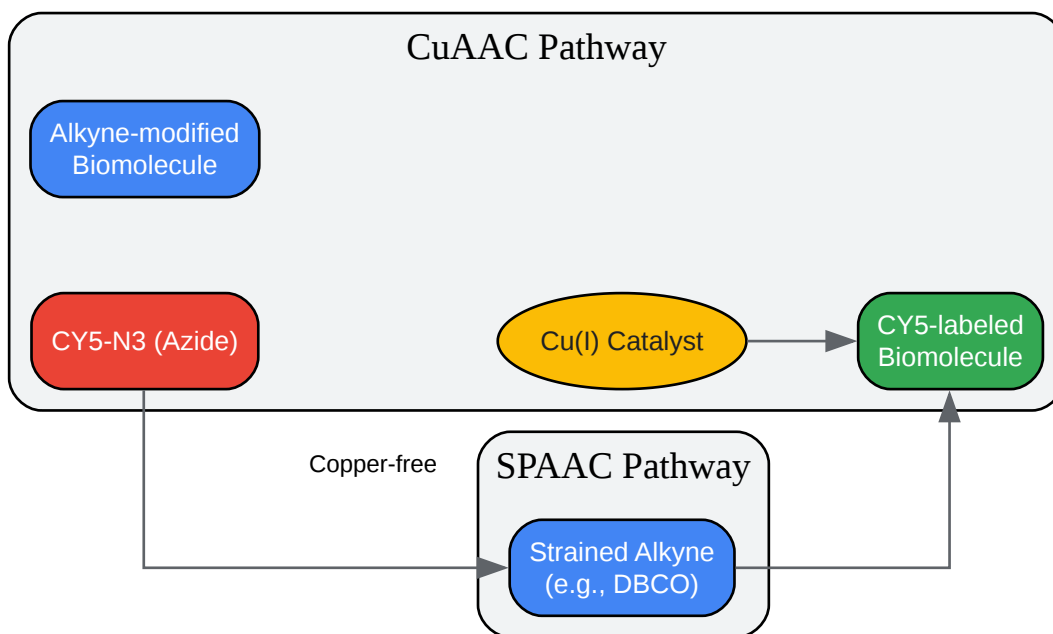 CuAAC Pathway
Alkyne-modified
Biomolecule
CY5-N3 (Azide)
Cu(I) Catalyst
CY5-labeled
Biomolecule
Copper-free
SPAAC Pathway
Strained Alkyne
(e.g., DBCO)